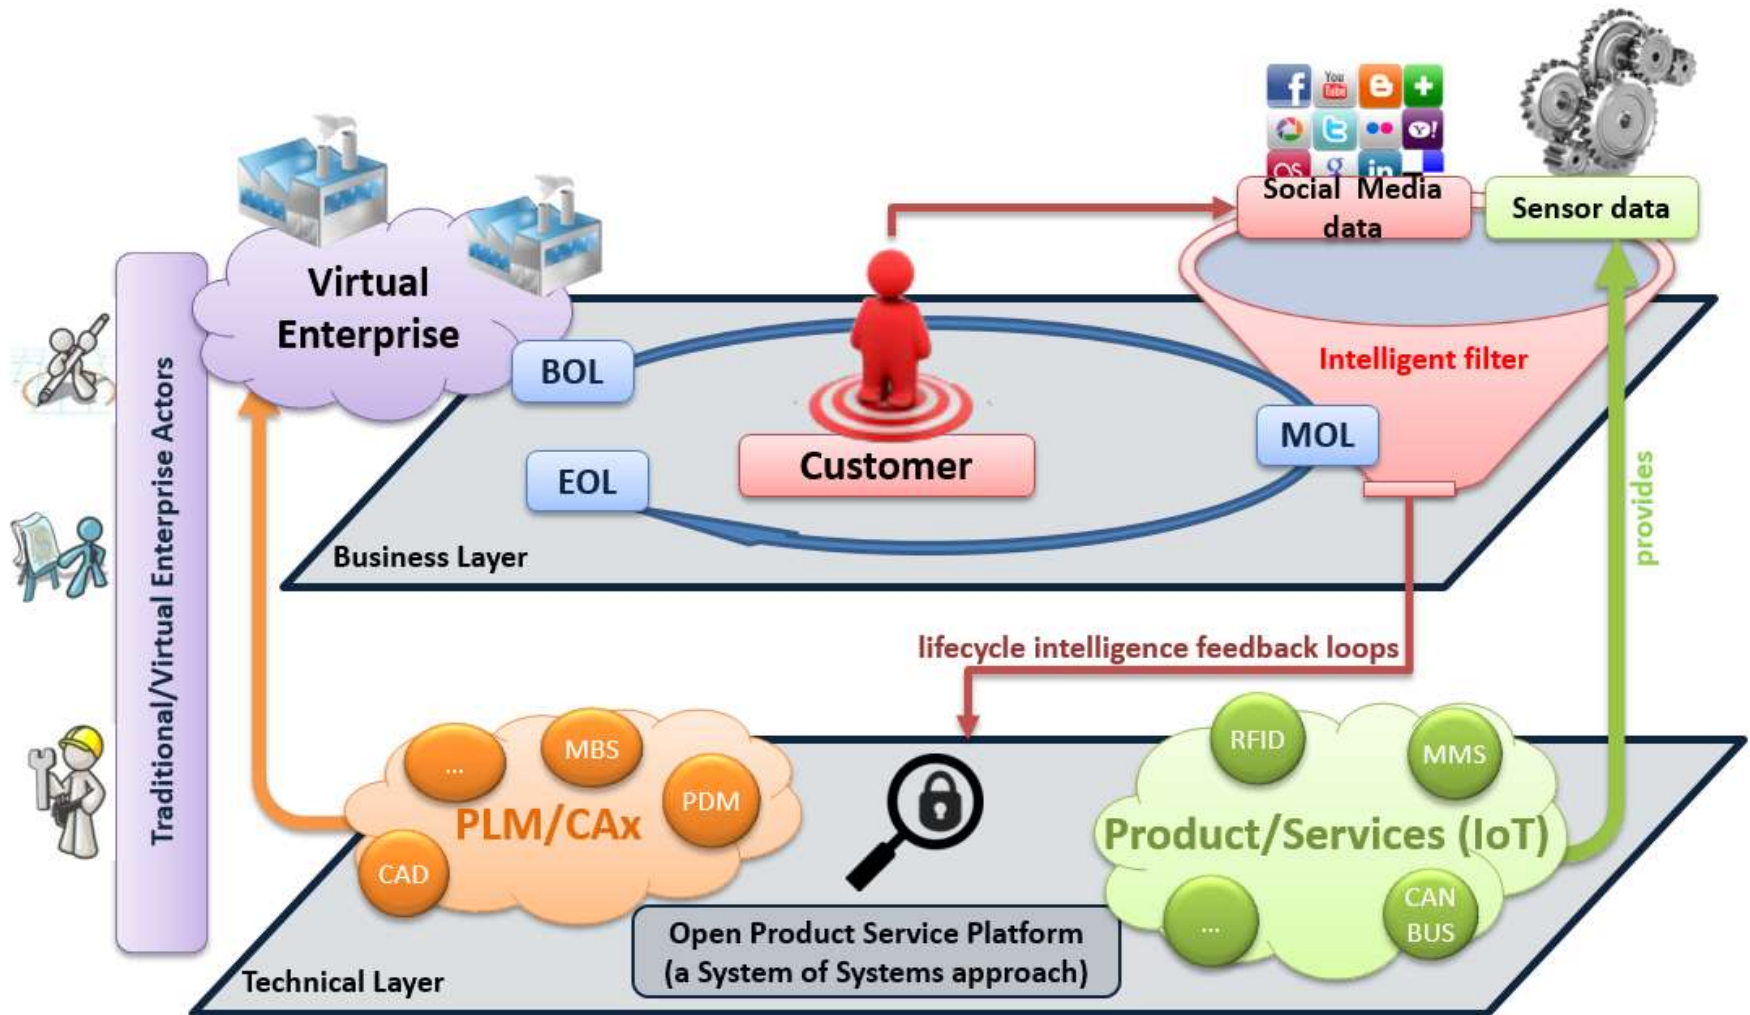 You
Tube
Y!
Social Media
data
Sensor data
Virtual
Enterprise
Intelligent filter
BOL
MOL
Customer
EOL
provides
Traditional/Virtual Enterprise Actors
Business Layer
lifecycle intelligence feedback loops
RFID
MMS
...
MBS
PDM
PLM/CAx
CAD
Product/Services (IoT)
...
CAN
BUS
Open Product Service Platform
(a System of Systems approach)
Technical Layer